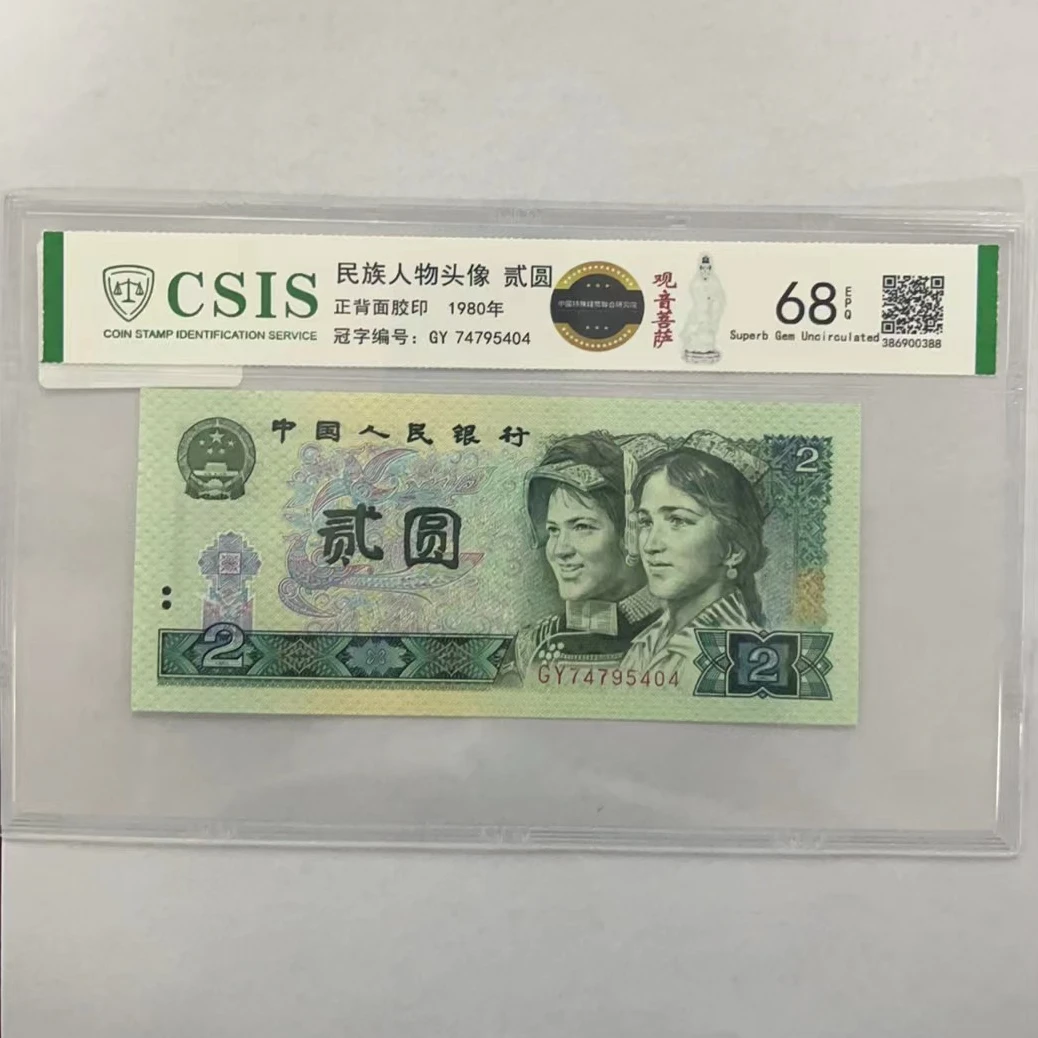 CSIS
COIN STAMP IDENTIFICATION SERVICE
民族人物头像 贰圆
正背面胶印 1980年
冠字编号：GY 74795404
观音菩萨
68 EPQ
Superb Gem Uncirculated
386900388
中国人民银行
2
贰圆
2
GY74795404
2